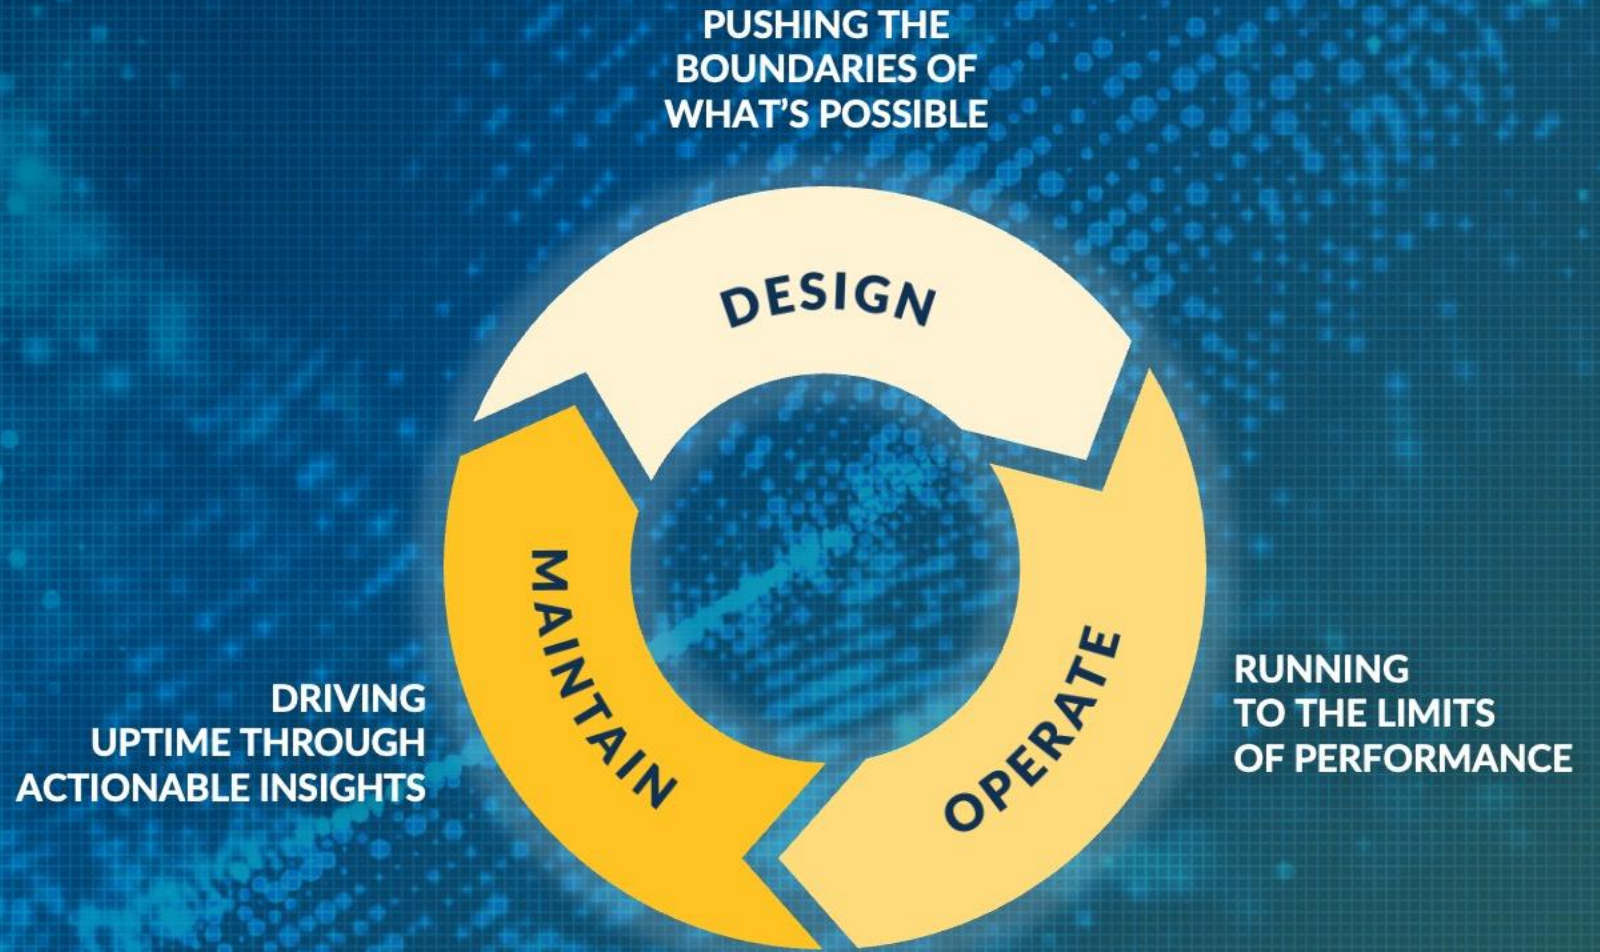 PUSHING THE
BOUNDARIES OF
WHAT'S POSSIBLE
DESIGN
OPERATE
RUNNING
TO THE LIMITS
OF PERFORMANCE
MAINTAIN
DRIVING
UPTIME THROUGH
ACTIONABLE INSIGHTS